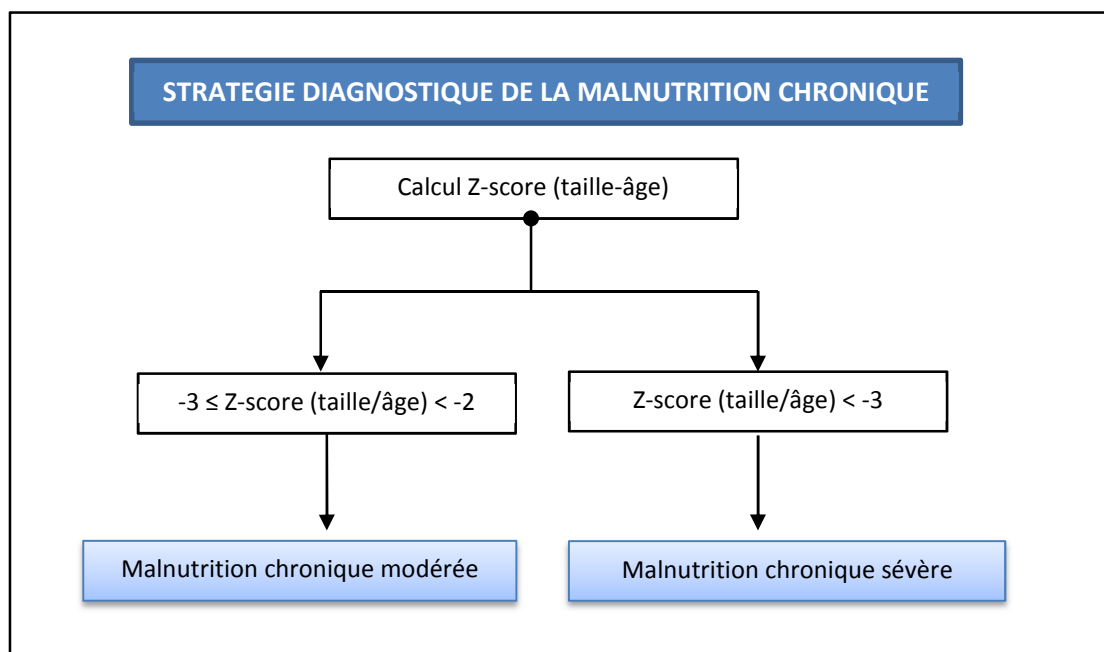 STRATEGIE DIAGNOSTIQUE DE LA MALNUTRITION CHRONIQUE
Calcul Z-score (taille-âge)
-3 ≤ Z-score (taille/âge) < -2
Z-score (taille/âge) < -3
Malnutrition chronique modérée
Malnutrition chronique sévère